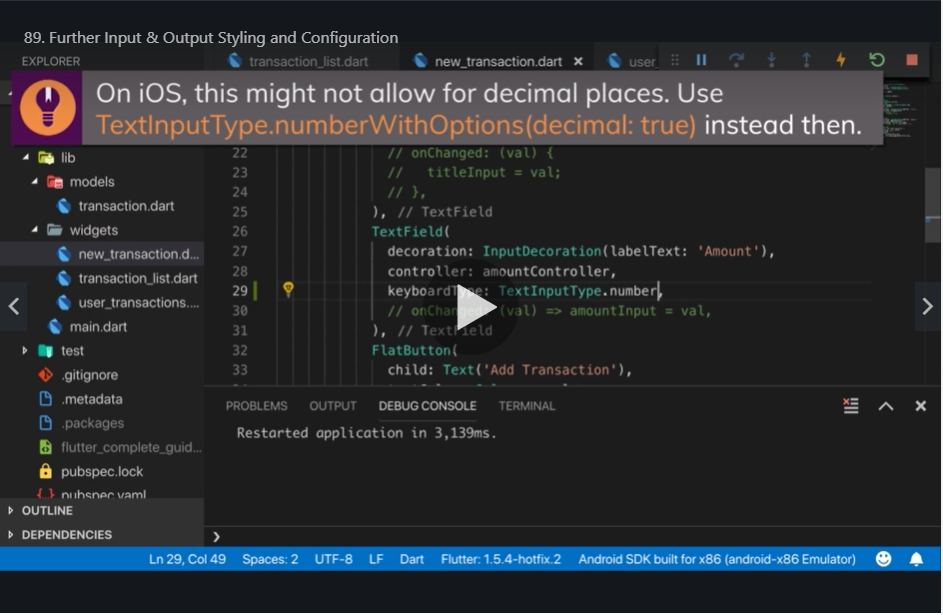 89. Further Input & Output Styling and Configuration
EXPLORER
transaction_list.dart
new_transaction.dart
user_
On iOS, this might not allow for decimal places. Use
TextInputType.numberWithOptions(decimal: true) instead then.
lib
models
transaction.dart
widgets
new_transaction.d...
transaction_list.dart
user_transactions....
main.dart
test
.gitignore
.metadata
.packages
flutter_complete_guid...
pubspec.lock
pubspec.yaml
OUTLINE
DEPENDENCIES
22 // onChanged: (val) {
23 //   titleInput = val;
24 // },
25 ), // TextField
26 TextField(
27 decoration: InputDecoration(labelText: 'Amount'),
28 controller: amountController,
29 keyboardType: TextInputType.number,
30 // onChanged: (val) => amountInput = val,
31 ), // TextField
32 FlatButton(
33 child: Text('Add Transaction'),
PROBLEMS OUTPUT DEBUG CONSOLE TERMINAL
Restarted application in 3,139ms.
Ln 29, Col 49 Spaces: 2 UTF-8 LF Dart Flutter: 1.5.4-hotfix.2 Android SDK built for x86 (android-x86 Emulator)